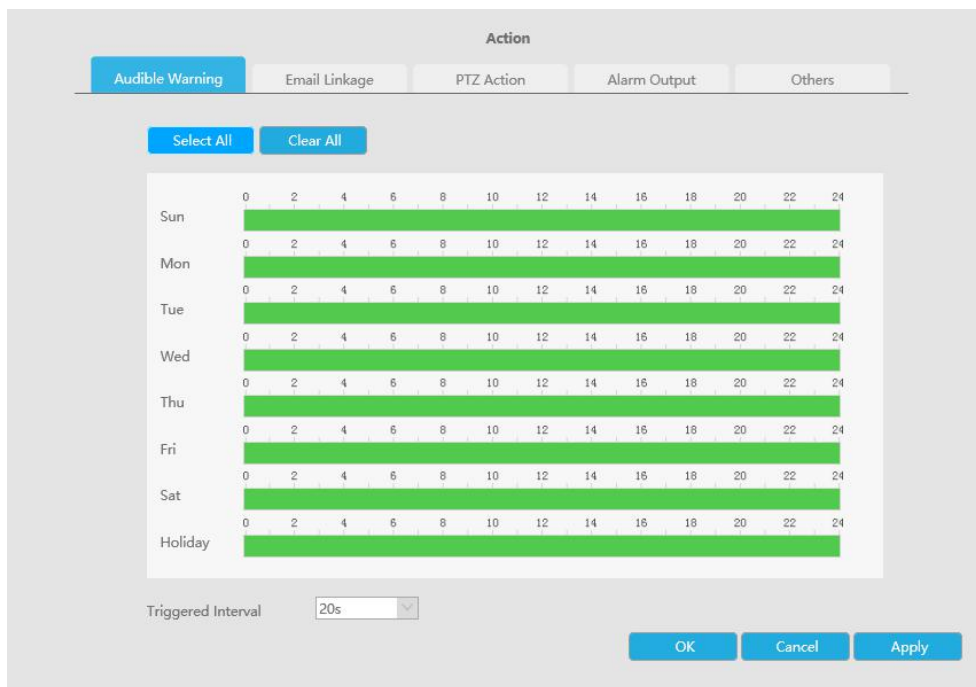 Action
Audible Warning Email Linkage PTZ Action Alarm Output Others
Select All Clear All
0 2 4 6 8 10 12 14 16 18 20 22 24
Sun
0 2 4 6 8 10 12 14 16 18 20 22 24
Mon
0 2 4 6 8 10 12 14 16 18 20 22 24
Tue
0 2 4 6 8 10 12 14 16 18 20 22 24
Wed
0 2 4 6 8 10 12 14 16 18 20 22 24
Thu
0 2 4 6 8 10 12 14 16 18 20 22 24
Fri
0 2 4 6 8 10 12 14 16 18 20 22 24
Sat
0 2 4 6 8 10 12 14 16 18 20 22 24
Holiday
Triggered Interval 20s
OK Cancel Apply